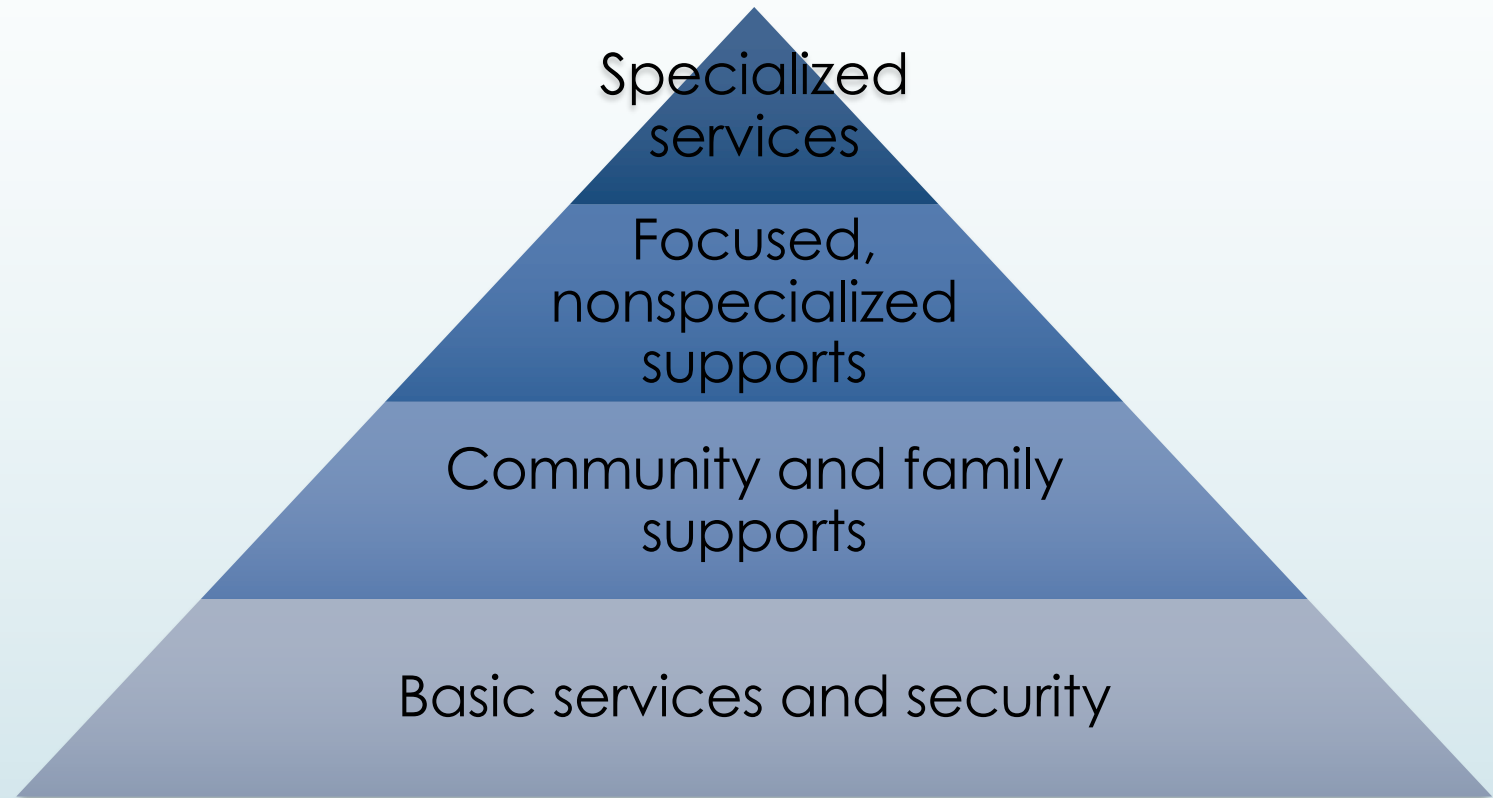 Specialized
services
Focused,
nonspecialized
supports
Community and family
supports
Basic services and security